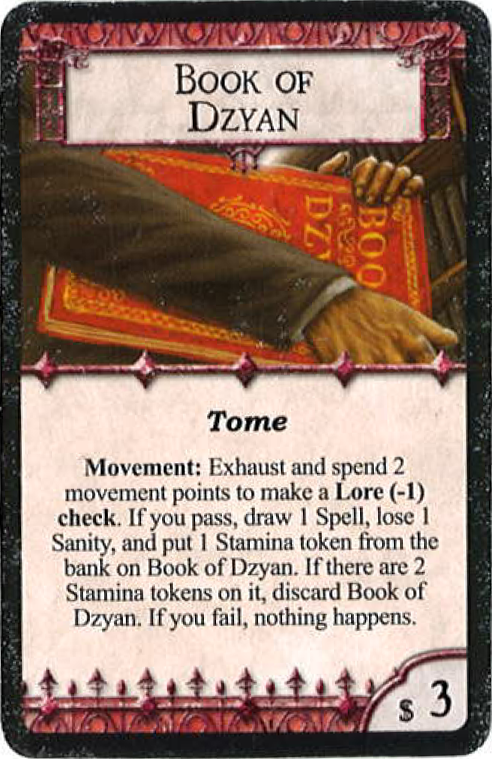 BOOK OF
DZYAN
BOO
DZY
Tome
Movement: Exhaust and spend 2
movement points to make a Lore (-1)
check. If you pass, draw 1 Spell, lose 1
Sanity, and put 1 Stamina token from the
bank on Book of Dzyan. If there are 2
Stamina tokens on it, discard Book of
Dzyan. If you fail, nothing happens.
$ 3